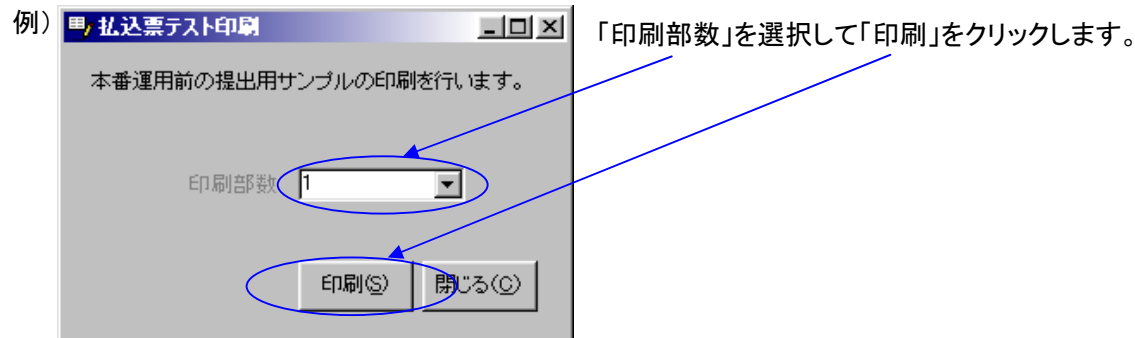 例）
払込票テスト印刷
「印刷部数」を選択して「印刷」をクリックします。
本番運用前の提出用サンプルの印刷を行います。
印刷部数 1
印刷(S) 閉じる(C)